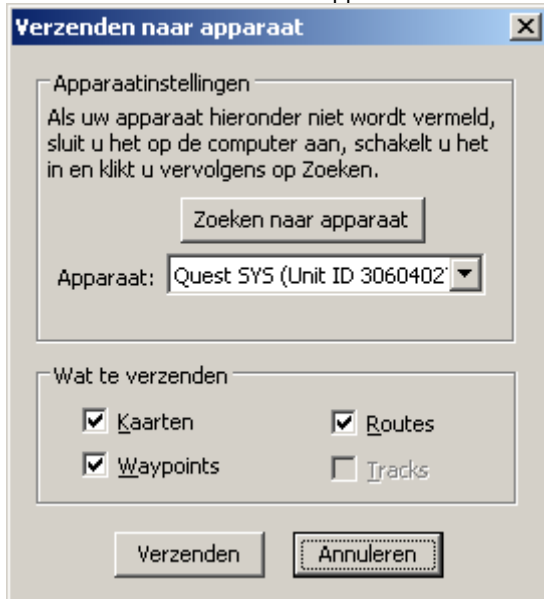 Verzenden naar apparaat
Apparaatinstellingen
Als uw apparaat hieronder niet wordt vermeld,
sluit u het op de computer aan, schakelt u het
in en klikt u vervolgens op Zoeken.
Zoeken naar apparaat
Apparaat: Quest SYS (Unit ID 3060402
Wat te verzenden
Kaarten Routes
Waypoints Tracks
Verzenden Annuleren